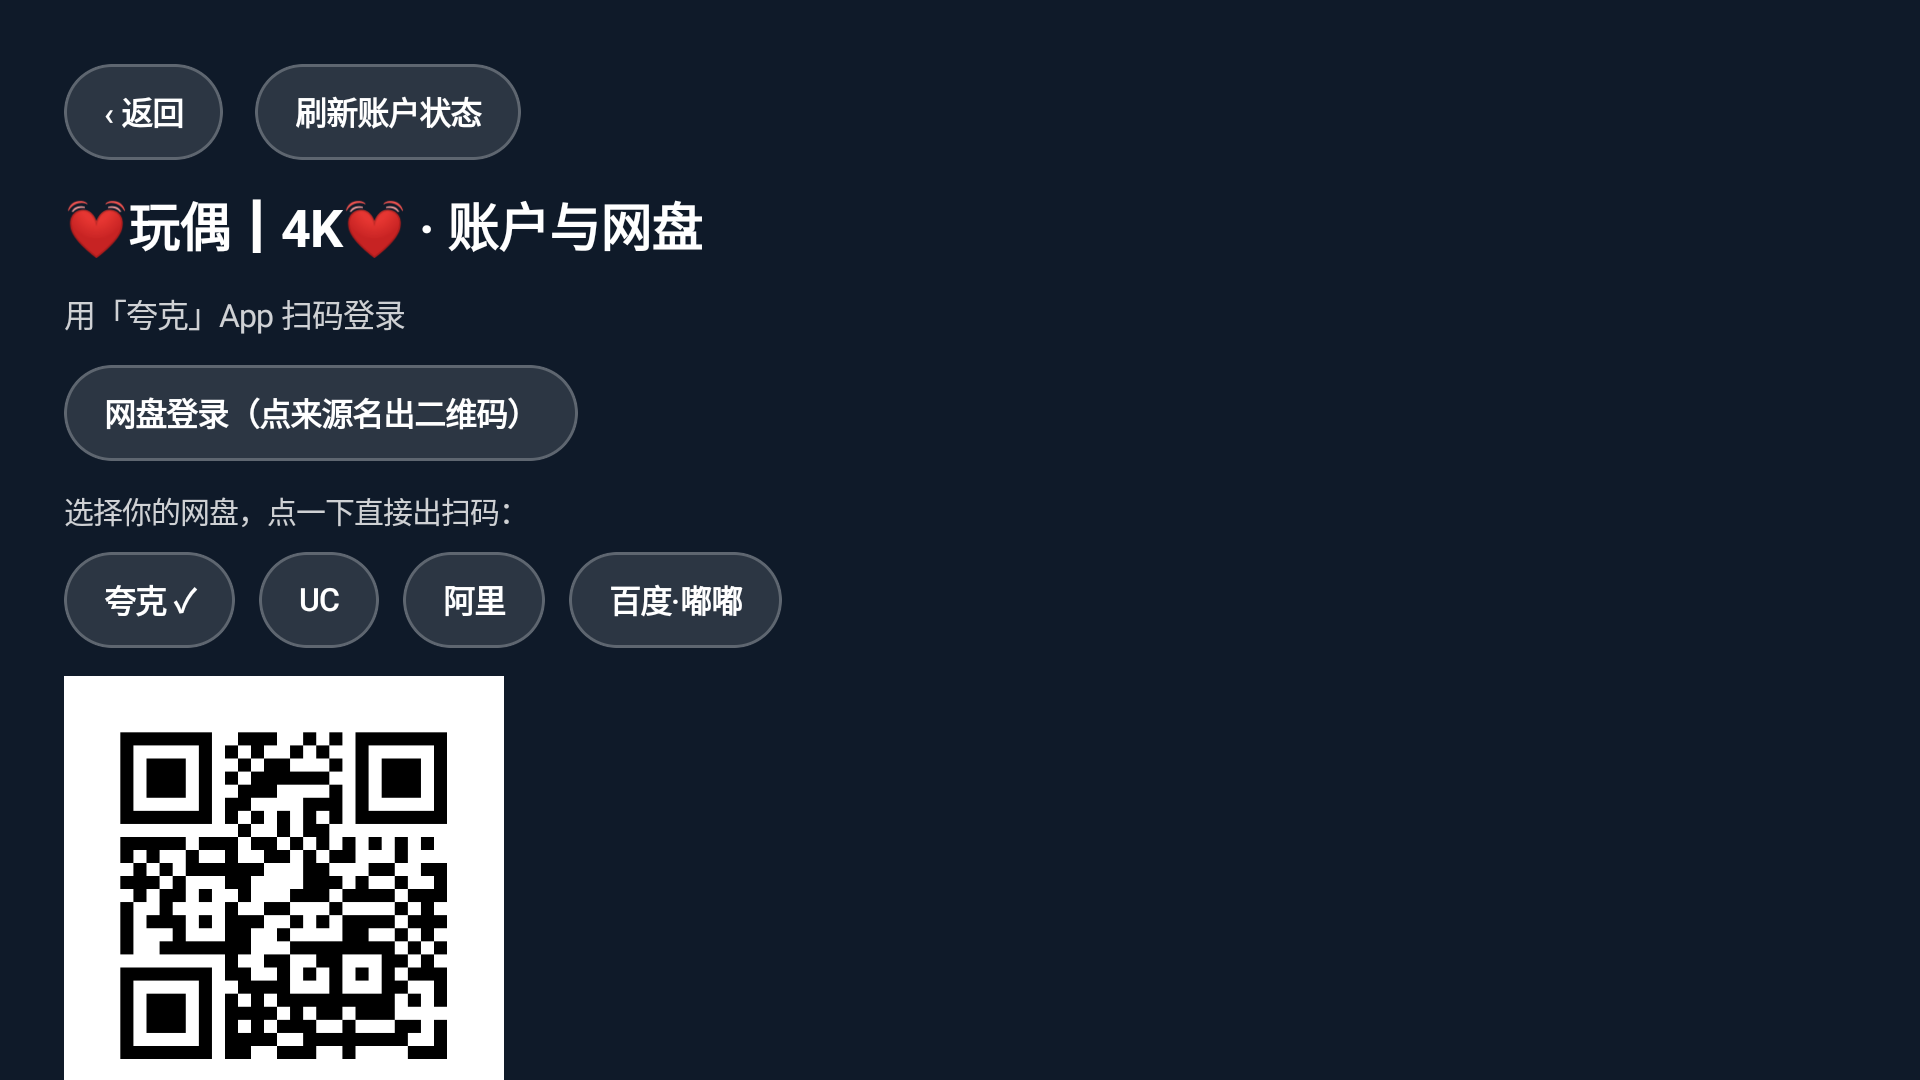 ‹ 返回 刷新账户状态
💓玩偶┃4K💓 · 账户与网盘
用「夸克」App 扫码登录
网盘登录（点来源名出二维码）
选择你的网盘，点一下直接出扫码：
夸克 ✓ UC 阿里 百度·嘟嘟